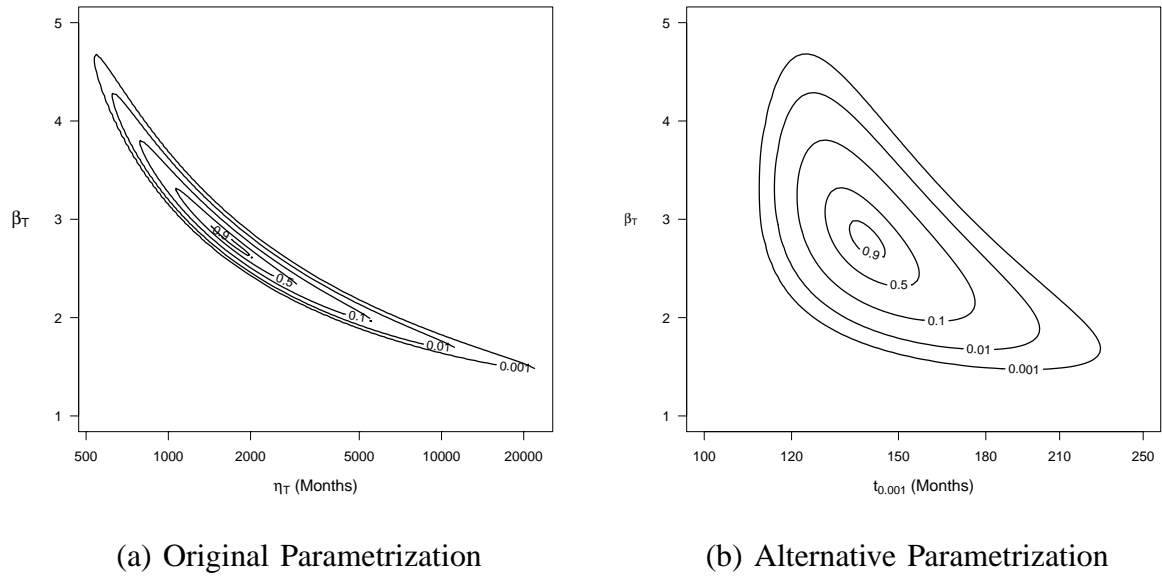 5
4
3
2
1
β_T
0.9
0.5
0.1
0.01
0.001
500 1000 2000 5000 10000 20000
η_T (Months)
(a) Original Parametrization
5
4
3
2
1
β_T
0.9
0.5
0.1
0.01
0.001
100 120 150 180 210 250
t_0.001 (Months)
(b) Alternative Parametrization